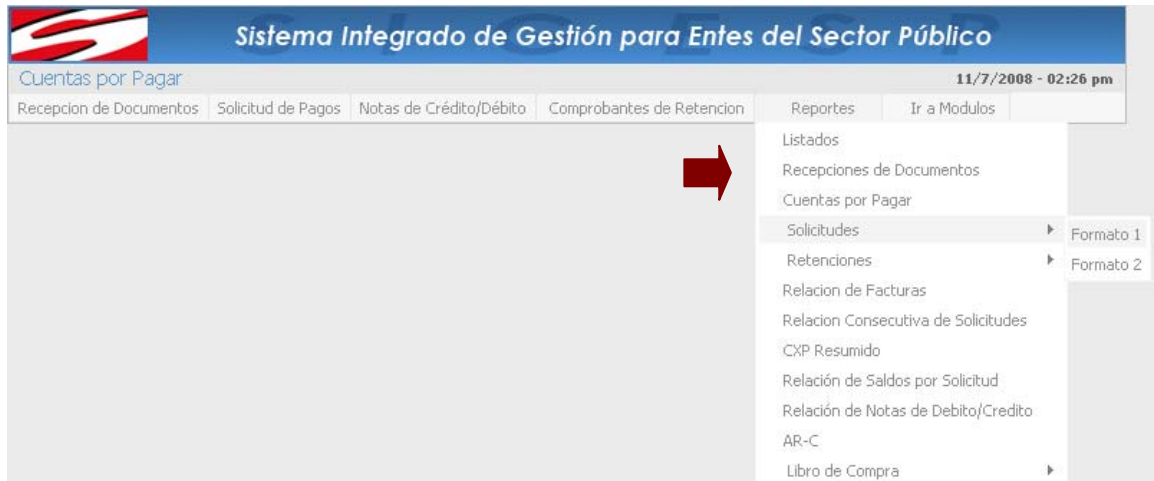 S I G E S P
Sistema Integrado de Gestión para Entes del Sector Público
Cuentas por Pagar 11/7/2008 - 02:26 pm
Recepcion de Documentos Solicitud de Pagos Notas de Crédito/Débito Comprobantes de Retencion Reportes Ir a Modulos
Listados
Recepciones de Documentos
Cuentas por Pagar
Solicitudes
Formato 1
Retenciones
Formato 2
Relacion de Facturas
Relacion Consecutiva de Solicitudes
CXP Resumido
Relación de Saldos por Solicitud
Relación de Notas de Debito/Credito
AR-C
Libro de Compra